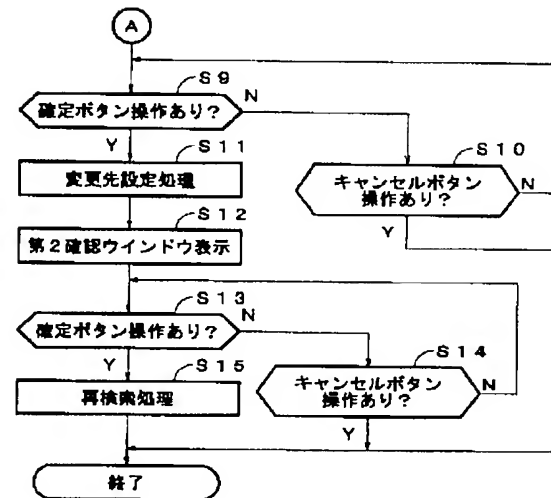 A
S9
確定ボタン操作あり?
N
Y
S11
変更先設定処理
S10
キャンセルボタン
操作あり?
N
Y
S12
第2確認ウインドウ表示
S13
確定ボタン操作あり?
N
Y
S15
再検索処理
S14
キャンセルボタン
操作あり?
N
Y
終了